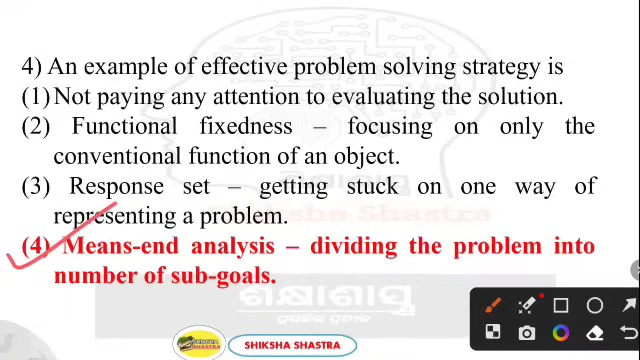 4) An example of effective problem solving strategy is
(1) Not paying any attention to evaluating the solution.
(2) Functional fixedness – focusing on only the
conventional function of an object.
(3) Response set – getting stuck on one way of
representing a problem.
(4) Means-end analysis – dividing the problem into
number of sub-goals.
ଶିକ୍ଷାଶାସ୍ତ୍ର
SHIKSHA SHASTRA